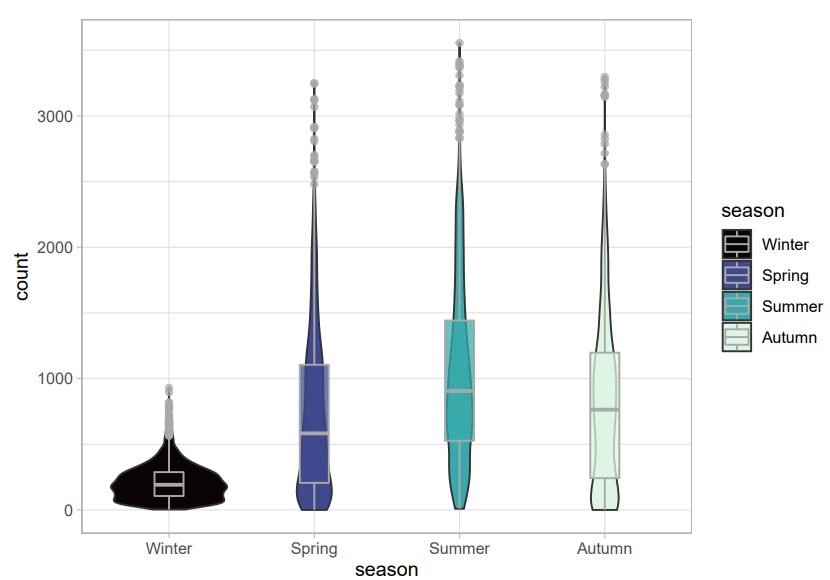 3000
2000
1000
0
count
Winter
Spring
Summer
Autumn
season
season
Winter
Spring
Summer
Autumn